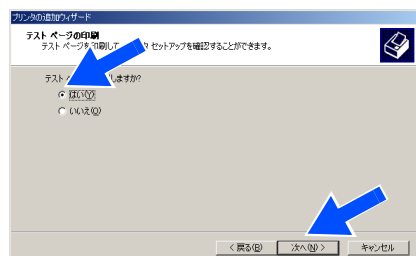 プリンタの追加ウィザード
テスト ページの印刷
テスト ページを印刷して セットアップを確認することができます。
テスト しますか?
はい(Y)
いいえ(O)
< 戻る(B)
次へ(N) >
キャンセル